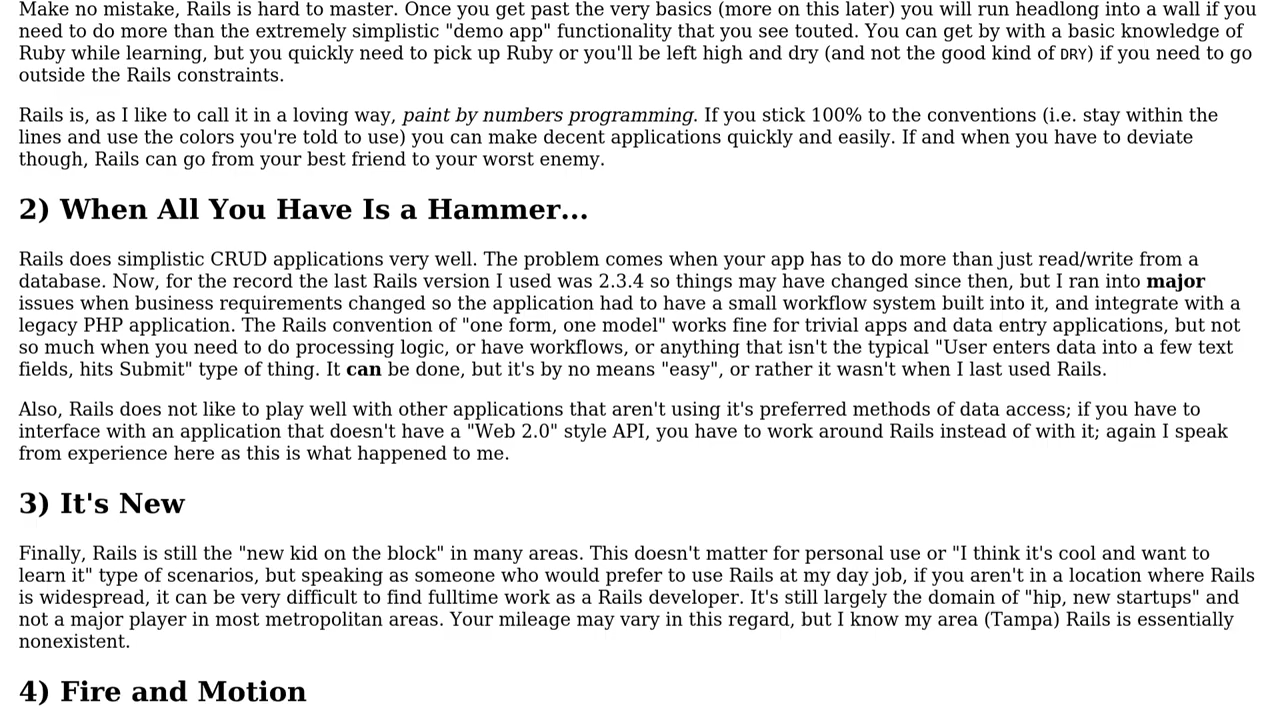 Make no mistake, Rails is hard to master. Once you get past the very basics (more on this later) you will run headlong into a wall if you
need to do more than the extremely simplistic "demo app" functionality that you see touted. You can get by with a basic knowledge of
Ruby while learning, but you quickly need to pick up Ruby or you'll be left high and dry (and not the good kind of DRY) if you need to go
outside the Rails constraints.
Rails is, as I like to call it in a loving way, paint by numbers programming. If you stick 100% to the conventions (i.e. stay within the
lines and use the colors you're told to use) you can make decent applications quickly and easily. If and when you have to deviate
though, Rails can go from your best friend to your worst enemy.
2) When All You Have Is a Hammer...
Rails does simplistic CRUD applications very well. The problem comes when your app has to do more than just read/write from a
database. Now, for the record the last Rails version I used was 2.3.4 so things may have changed since then, but I ran into major
issues when business requirements changed so the application had to have a small workflow system built into it, and integrate with a
legacy PHP application. The Rails convention of "one form, one model" works fine for trivial apps and data entry applications, but not
so much when you need to do processing logic, or have workflows, or anything that isn't the typical "User enters data into a few text
fields, hits Submit" type of thing. It can be done, but it's by no means "easy", or rather it wasn't when I last used Rails.
Also, Rails does not like to play well with other applications that aren't using it's preferred methods of data access; if you have to
interface with an application that doesn't have a "Web 2.0" style API, you have to work around Rails instead of with it; again I speak
from experience here as this is what happened to me.
3) It's New
Finally, Rails is still the "new kid on the block" in many areas. This doesn't matter for personal use or "I think it's cool and want to
learn it" type of scenarios, but speaking as someone who would prefer to use Rails at my day job, if you aren't in a location where Rails
is widespread, it can be very difficult to find fulltime work as a Rails developer. It's still largely the domain of "hip, new startups" and
not a major player in most metropolitan areas. Your mileage may vary in this regard, but I know my area (Tampa) Rails is essentially
nonexistent.
4) Fire and Motion